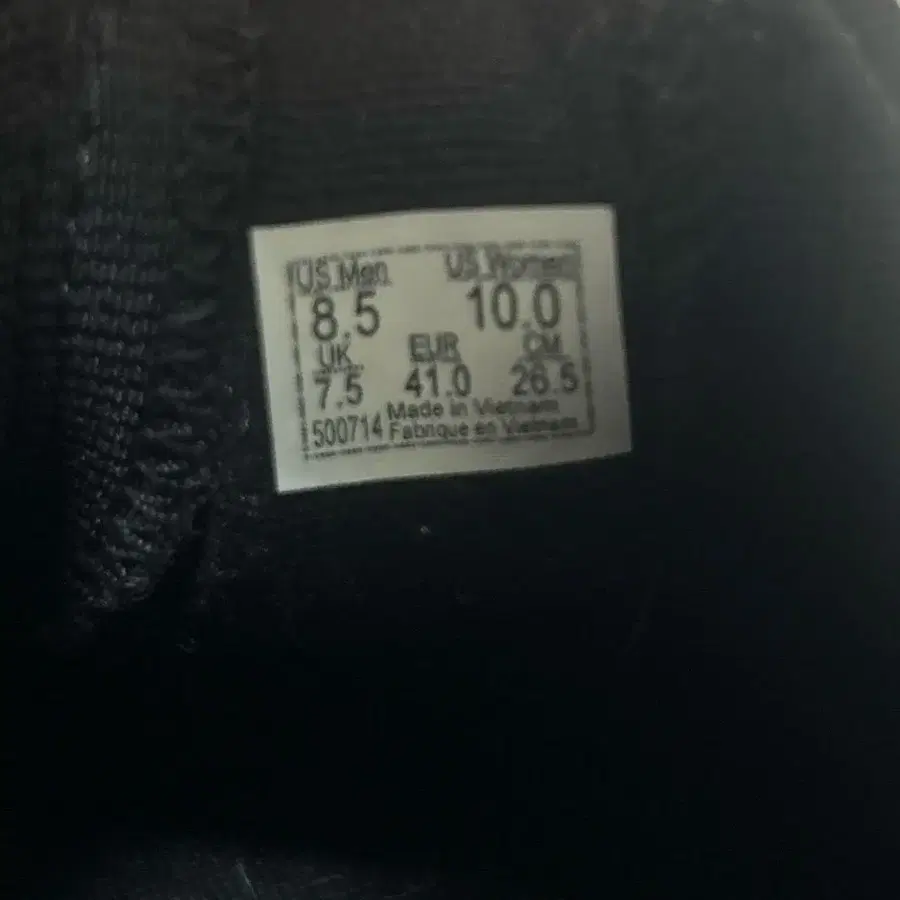 US Men US Women
8.5 10.0
UK EUR CM
7.5 41.0 26.5
Made in Vietnam
500714 Fabrique en Vietnam